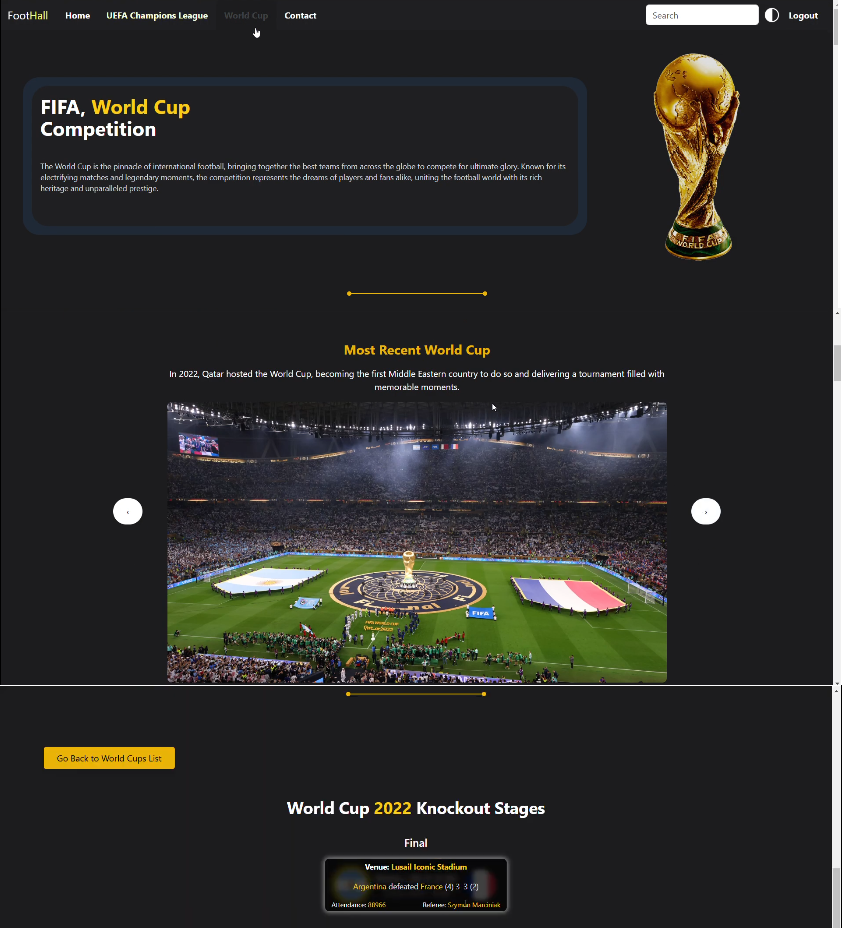 FootHall Home UEFA Champions League World Cup Contact Search Logout
FIFA, World Cup
Competition
The World Cup is the pinnacle of international football, bringing together the best teams from across the globe to compete for ultimate glory. Known for its
electrifying matches and legendary moments, the competition represents the dreams of players and fans alike, uniting the football world with its rich
heritage and unparalleled prestige.
FIFA
WORLD CUP
Most Recent World Cup
In 2022, Qatar hosted the World Cup, becoming the first Middle Eastern country to do so and delivering a tournament filled with
memorable moments.
‹
›
FIFA
Go Back to World Cups List
World Cup 2022 Knockout Stages
Final
Venue: Lusail Iconic Stadium
Argentina defeated France (4) 3-3 (2)
Attendance: 88966 Referee: Szymán Marciniak